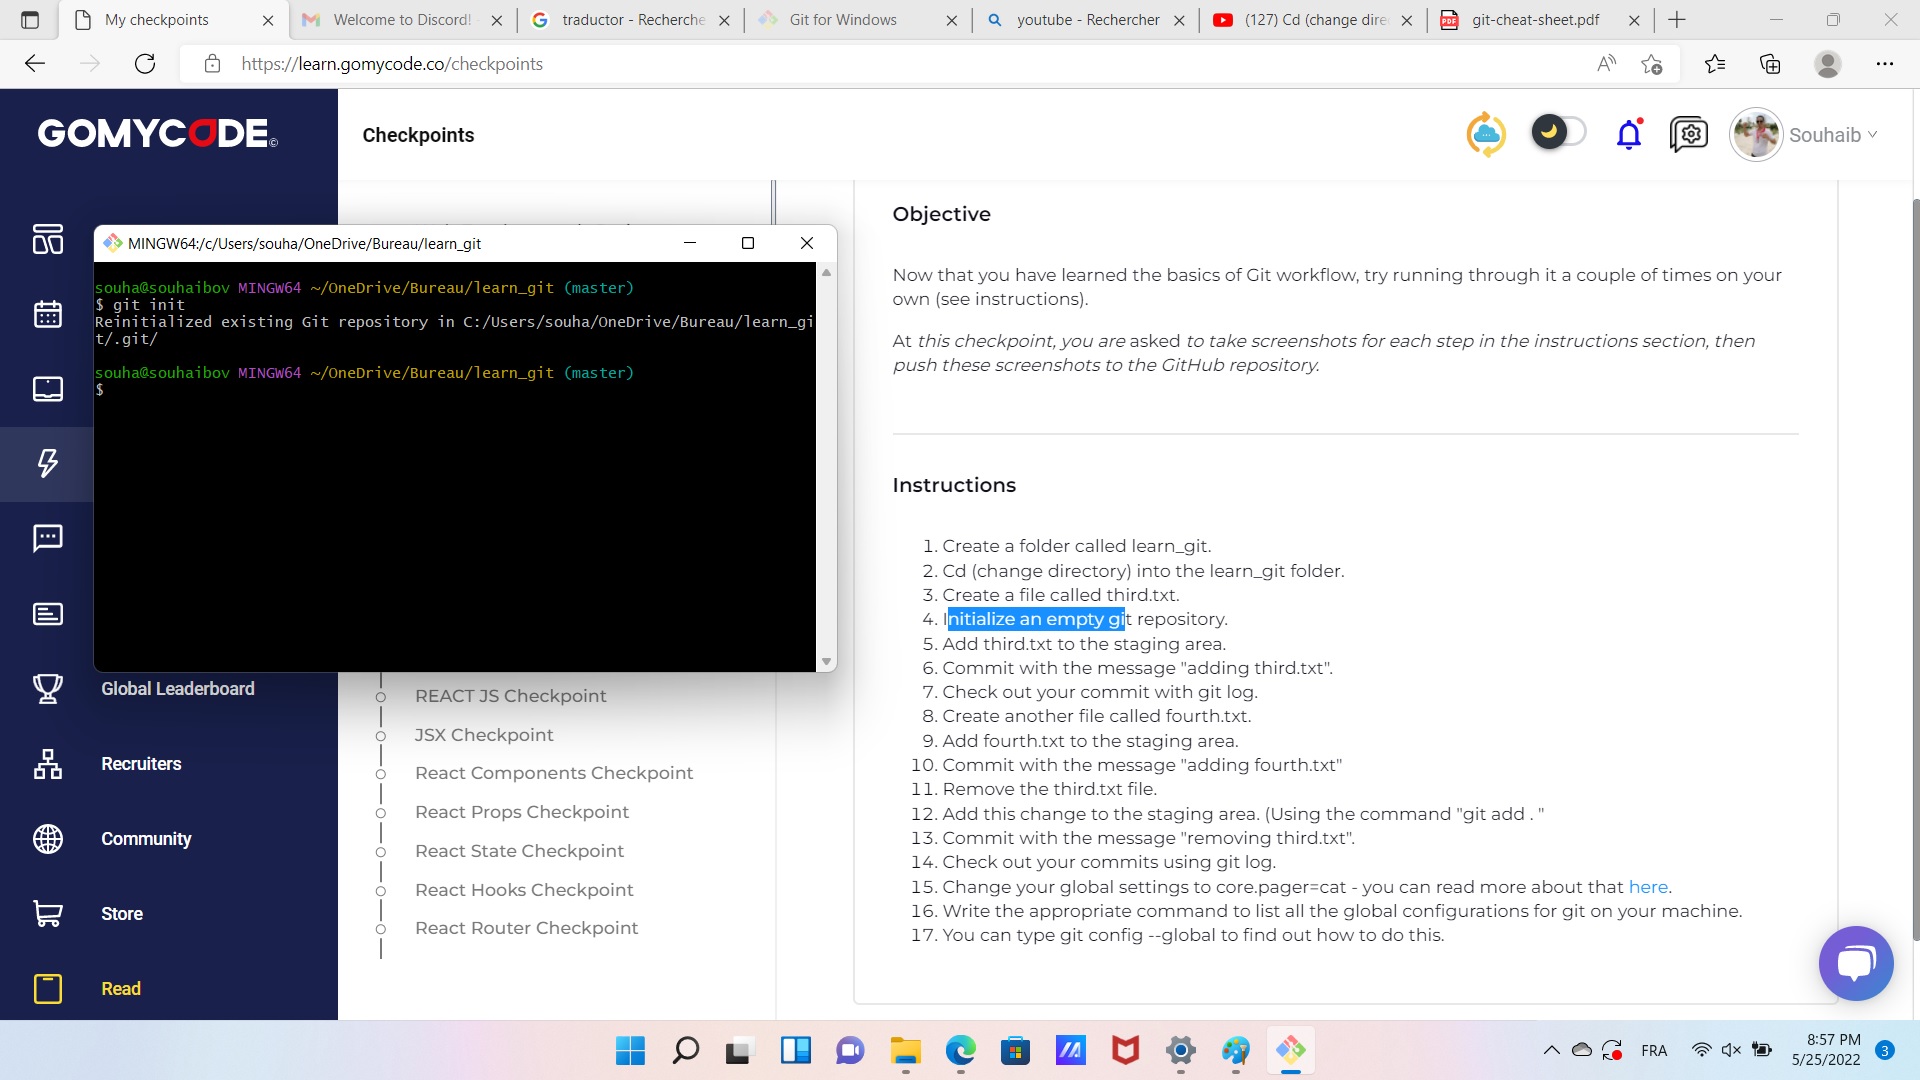 My checkpoints
Welcome to Discord!
traductor - Recherche
Git for Windows
youtube - Rechercher
(127) Cd (change dire
git-cheat-sheet.pdf
https://learn.gomycode.co/checkpoints
GOMYCODE
Checkpoints
Souhaib
Objective
Now that you have learned the basics of Git workflow, try running through it a couple of times on your
own (see instructions).
At this checkpoint, you are asked to take screenshots for each step in the instructions section, then
push these screenshots to the GitHub repository.
MINGW64:/c/Users/souha/OneDrive/Bureau/learn_git
souha@souhaibov MINGW64 ~/OneDrive/Bureau/learn_git (master)
$ git init
Reinitialized existing Git repository in C:/Users/souha/OneDrive/Bureau/learn_gi
t/.git/
souha@souhaibov MINGW64 ~/OneDrive/Bureau/learn_git (master)
$
Instructions
1. Create a folder called learn_git.
2. Cd (change directory) into the learn_git folder.
3. Create a file called third.txt.
4. Initialize an empty git repository.
5. Add third.txt to the staging area.
6. Commit with the message "adding third.txt".
7. Check out your commit with git log.
8. Create another file called fourth.txt.
9. Add fourth.txt to the staging area.
10. Commit with the message "adding fourth.txt"
11. Remove the third.txt file.
12. Add this change to the staging area. (Using the command "git add . "
13. Commit with the message "removing third.txt".
14. Check out your commits using git log.
15. Change your global settings to core.pager=cat - you can read more about that here.
16. Write the appropriate command to list all the global configurations for git on your machine.
17. You can type git config --global to find out how to do this.
Global Leaderboard
Recruiters
Community
Store
Read
REACT JS Checkpoint
JSX Checkpoint
React Components Checkpoint
React Props Checkpoint
React State Checkpoint
React Hooks Checkpoint
React Router Checkpoint
FRA
8:57 PM
5/25/2022
3